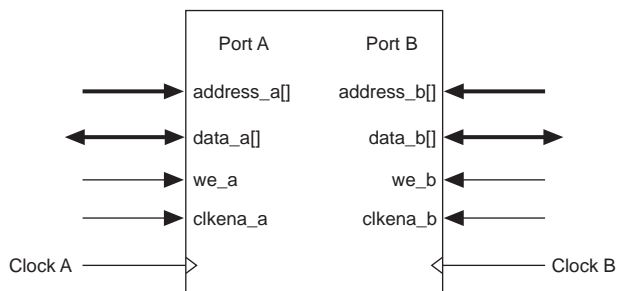 Port A Port B
address_a[] address_b[]
data_a[] data_b[]
we_a we_b
clkena_a clkena_b
Clock A Clock B